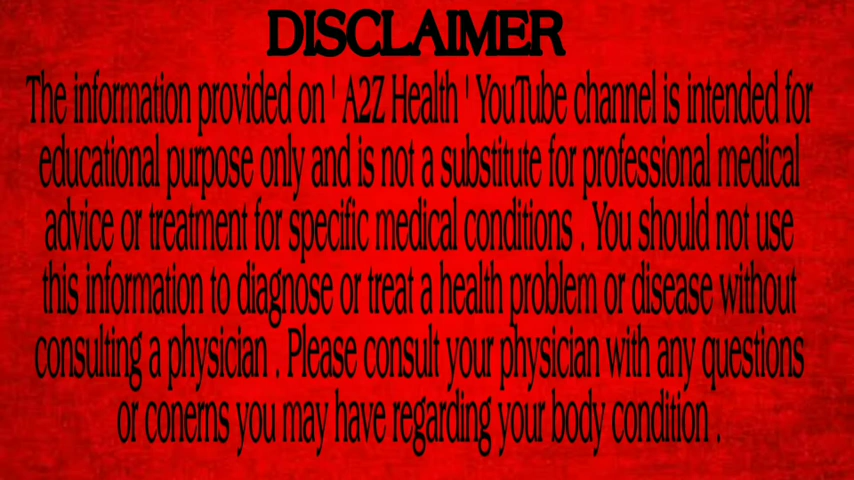 DISCLAIMER
The information provided on ' A2Z Health ' YouTube channel is intended for
educational purpose only and is not a substitute for professional medical
advice or treatment for specific medical conditions . You should not use
this information to diagnose or treat a health problem or disease without
consulting a physician . Please consult your physician with any questions
or conerns you may have regarding your body condition .